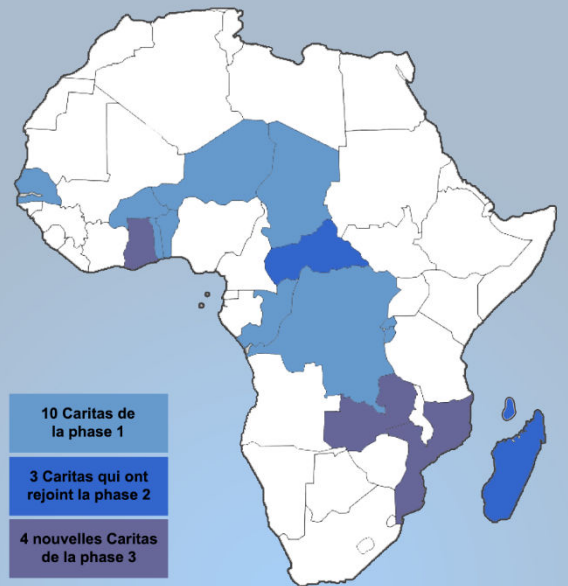 10 Caritas de
la phase 1
3 Caritas qui ont
rejoint la phase 2
4 nouvelles Caritas
de la phase 3